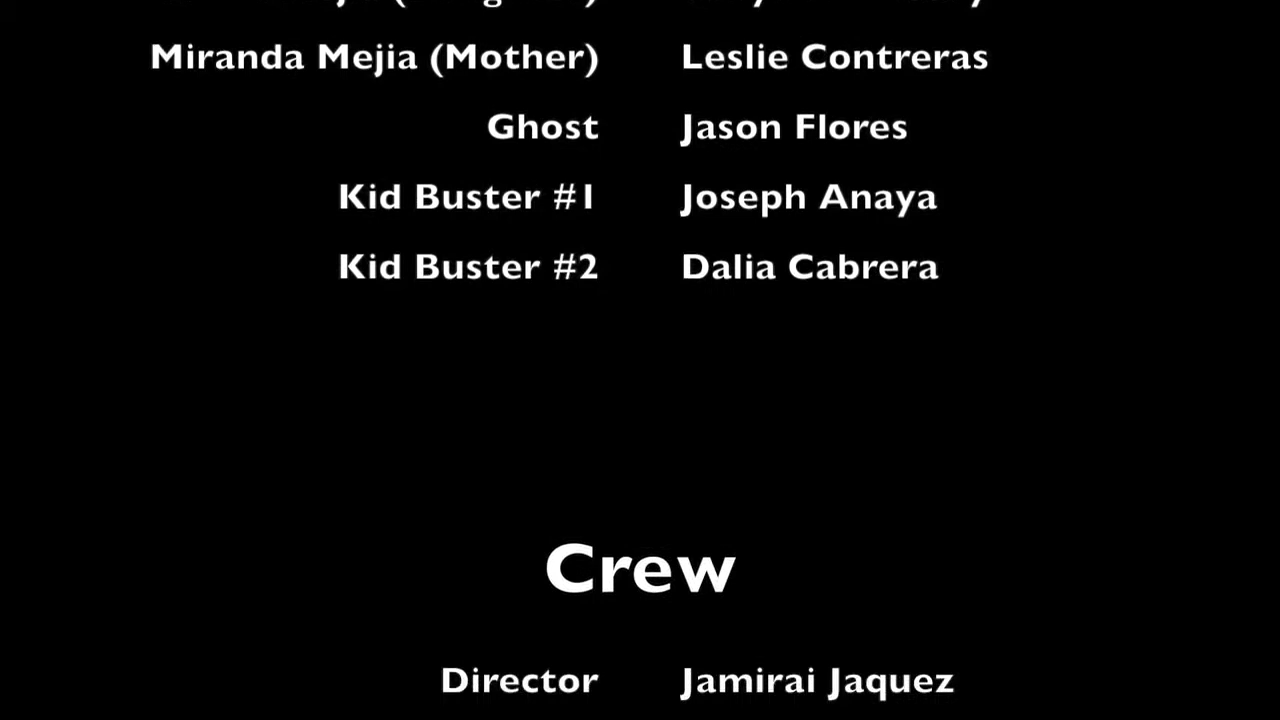 Miranda Mejia (Mother) Leslie Contreras
Ghost Jason Flores
Kid Buster #1 Joseph Anaya
Kid Buster #2 Dalia Cabrera
Crew
Director Jamirai Jaquez